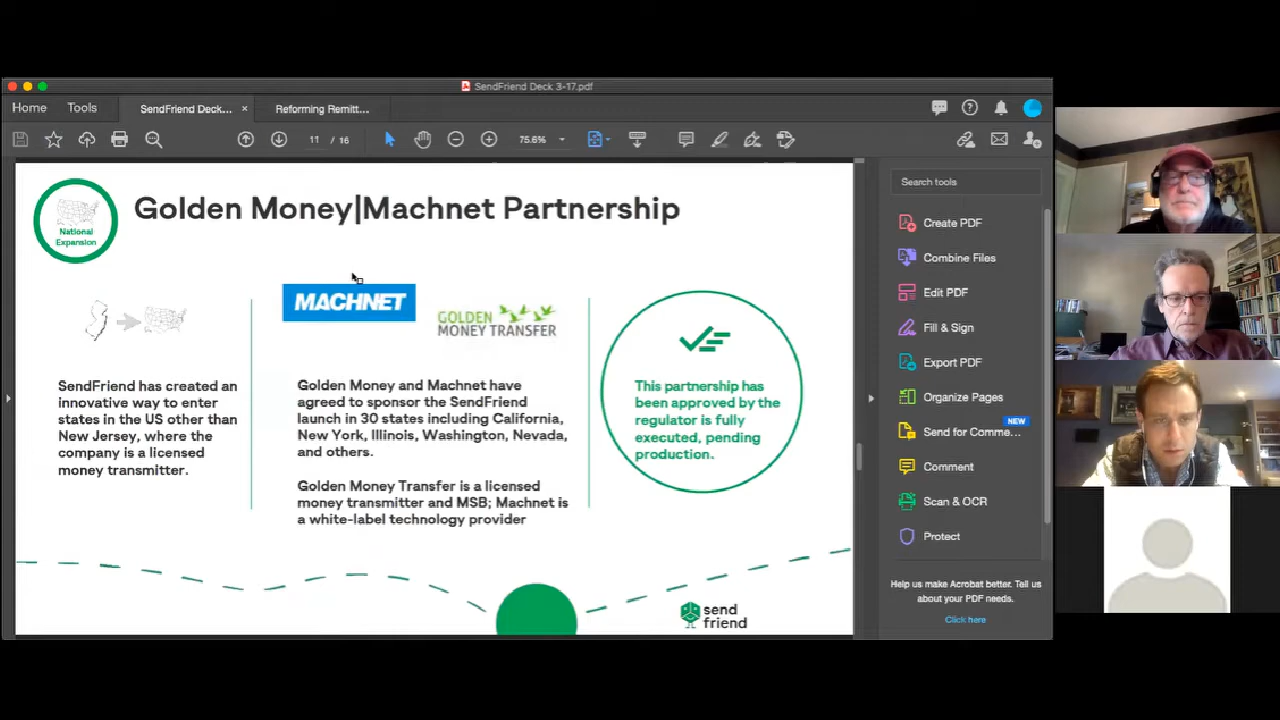 SendFriend Deck 3-17.pdf
Home
Tools
SendFriend Deck...
×
Reforming Remitt...
11 / 16
75.6%
National
Expansion
Golden Money|Machnet Partnership
MACHNET
GOLDEN
MONEY TRANSFER
SendFriend has created an
innovative way to enter
states in the US other than
New Jersey, where the
company is a licensed
money transmitter.
Golden Money and Machnet have
agreed to sponsor the SendFriend
launch in 30 states including California,
New York, Illinois, Washington, Nevada,
and others.
Golden Money Transfer is a licensed
money transmitter and MSB; Machnet is
a white-label technology provider
This partnership has
been approved by the
regulator is fully
executed, pending
production.
send
friend
Search tools
Create PDF
Combine Files
Edit PDF
Fill & Sign
Export PDF
Organize Pages
NEW
Send for Comme...
Comment
Scan & OCR
Protect
Help us make Acrobat better. Tell us
about your PDF needs.
Click here